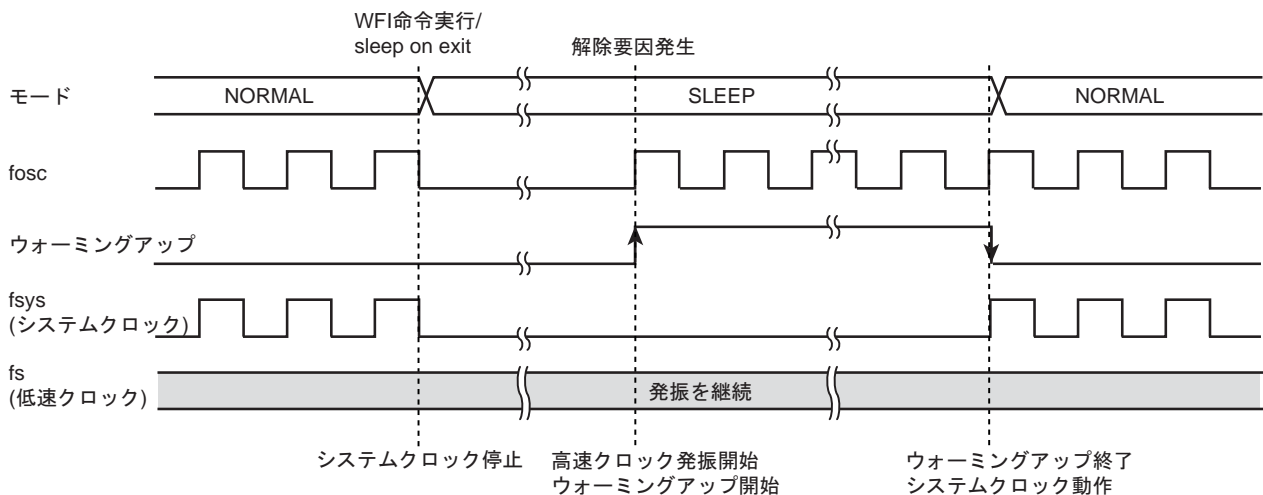 WFI命令実行/
sleep on exit
解除要因発生
モード
NORMAL
SLEEP
NORMAL
fosc
ウォーミングアップ
fsys
(システムクロック)
fs
(低速クロック)
発振を継続
システムクロック停止
高速クロック発振開始
ウォーミングアップ開始
ウォーミングアップ終了
システムクロック動作